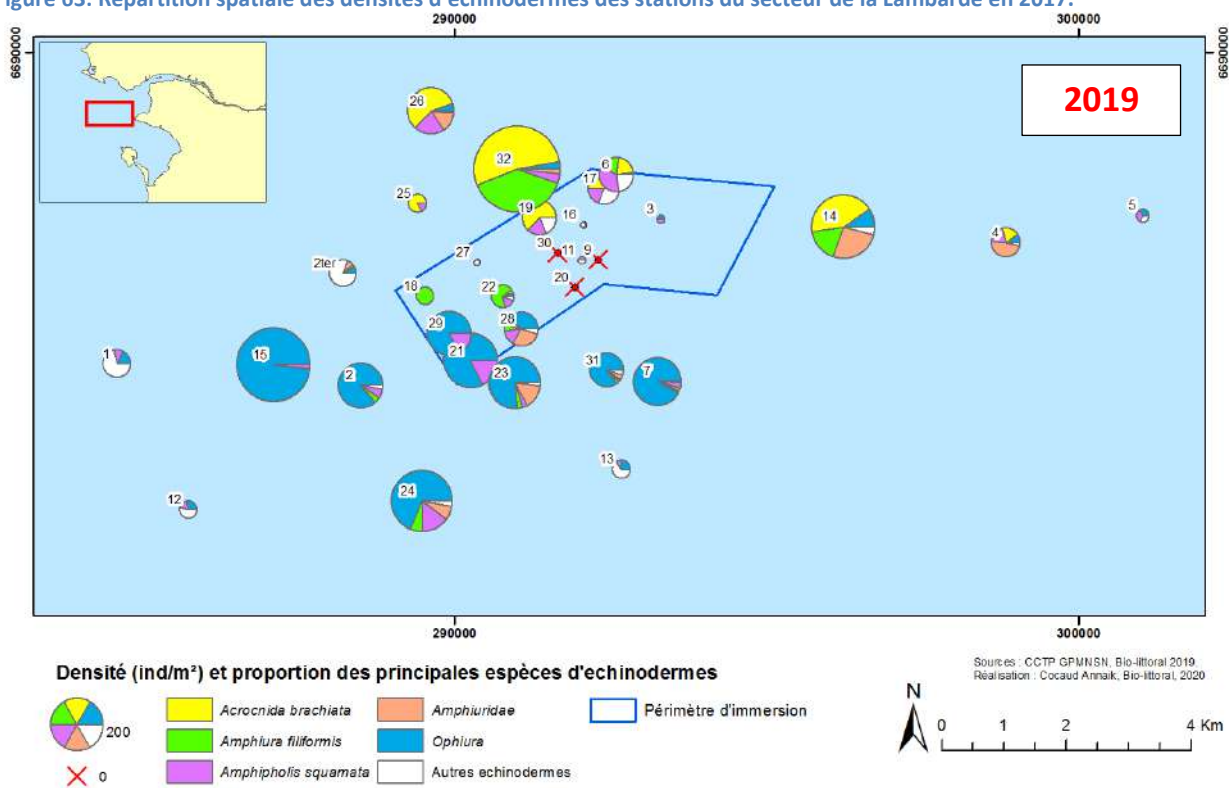 igure 63. Répartition spatiale des densités d'échinodermes des stations du secteur de la Lambarde en 2017.
290000 300000
6690000 6690000
2019
26
32
6
17
25
19
16
3
14
5
4
30
11
9
27
2ter
20
18
22
29
28
21
1
15
2
23
31
7
13
24
12
290000 300000
Densité (ind/m²) et proportion des principales espèces d'echinodermes
200
0
Acrocnida brachiata
Amphiura filiformis
Amphipholis squamata
Amphiuridae
Ophiura
Autres echinodermes
Périmètre d'immersion
Sources : CCTP GPMNSN, Bio-littoral 2019
Réalisation : Cocaud Annaik, Bio-littoral, 2020
N
0 1 2 4 Km